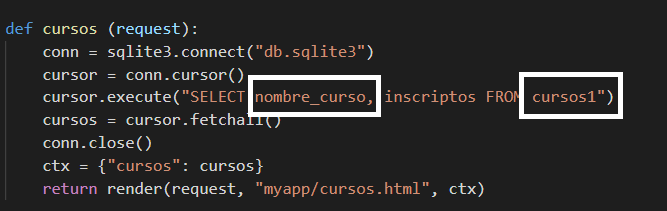 def cursos (request):
conn = sqlite3.connect("db.sqlite3")
cursor = conn.cursor()
cursor.execute("SELECT nombre_curso, inscriptos FROM cursos1")
cursos = cursor.fetchall()
conn.close()
ctx = {"cursos": cursos}
return render(request, "myapp/cursos.html", ctx)